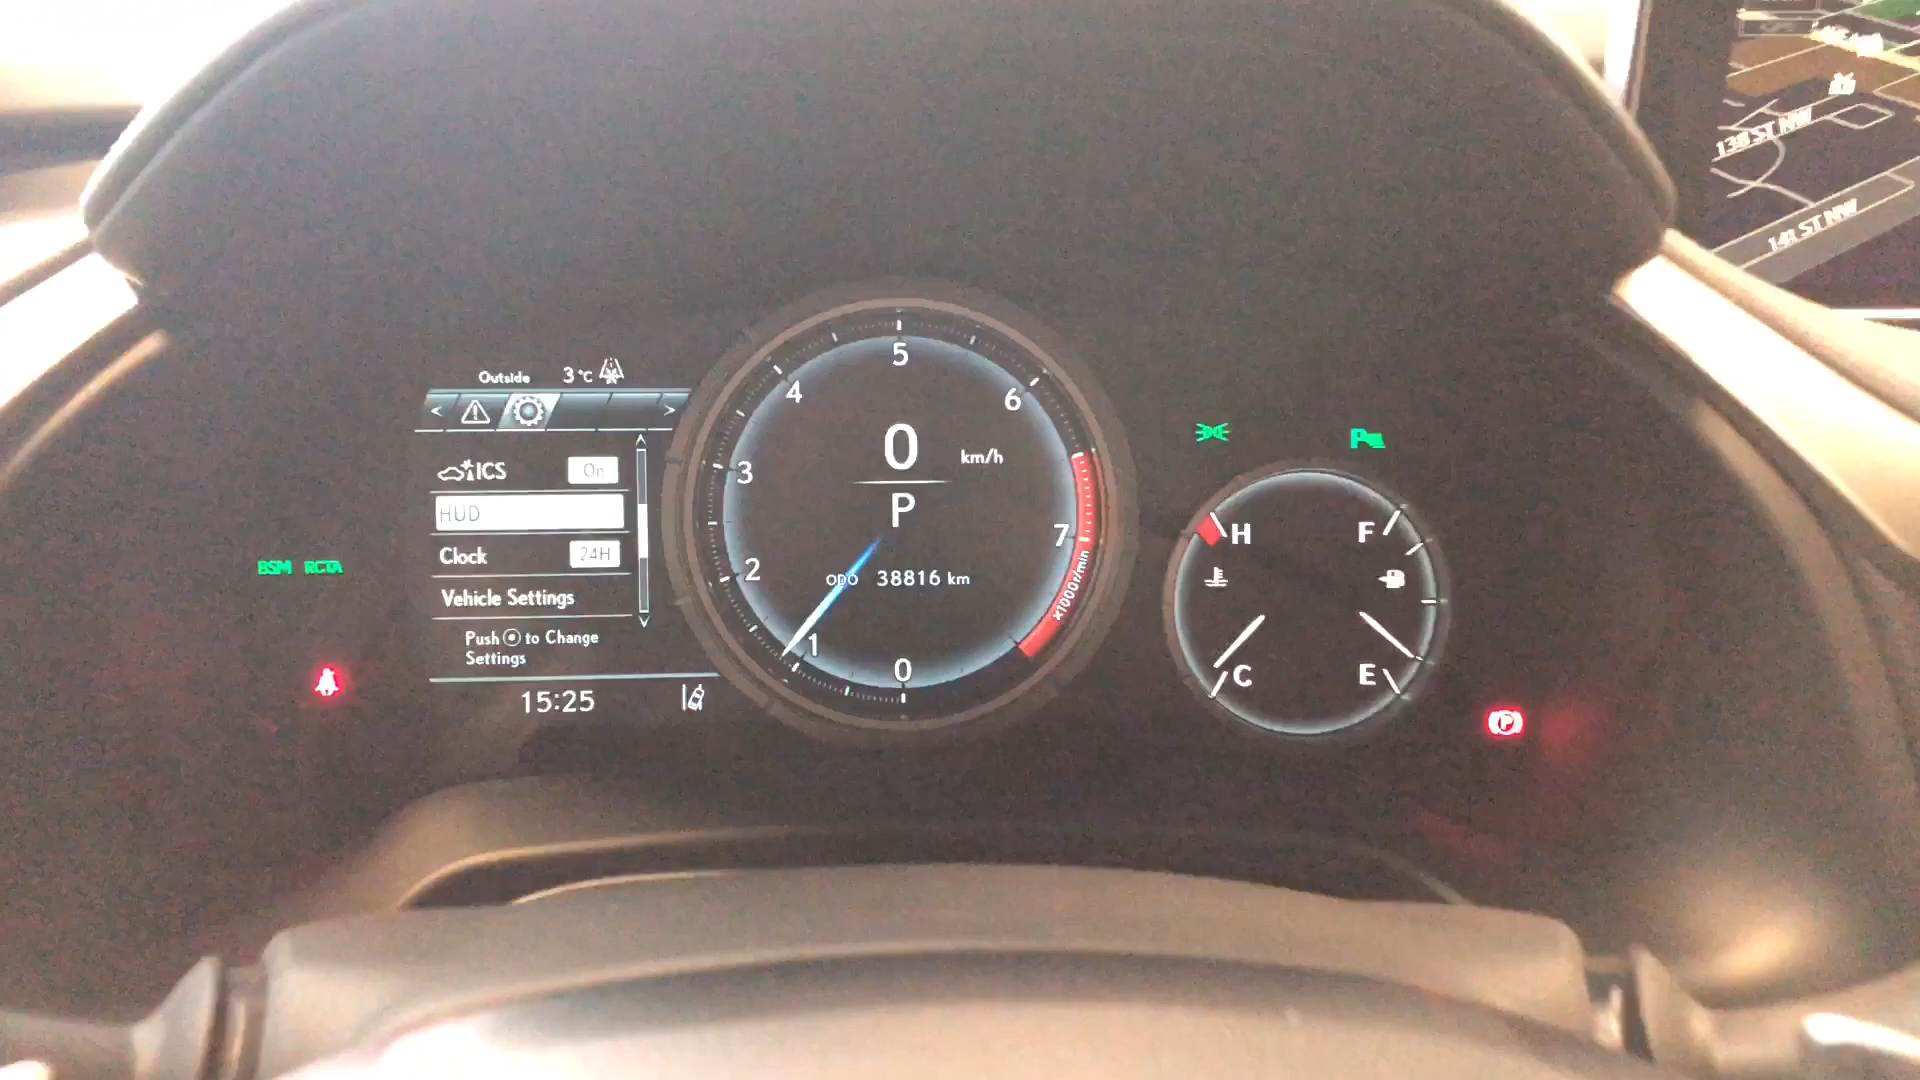 138 ST NW
141 ST NW
Outside 3°C
< >
ICS On
HUD
Clock 24H
Vehicle Settings
Push to Change
Settings
15:25
BSM RCTA
5
4 6
3
2 7
1
0
0 km/h
P
ODO 38816 km
x1000r/min
H F
C E
P
P